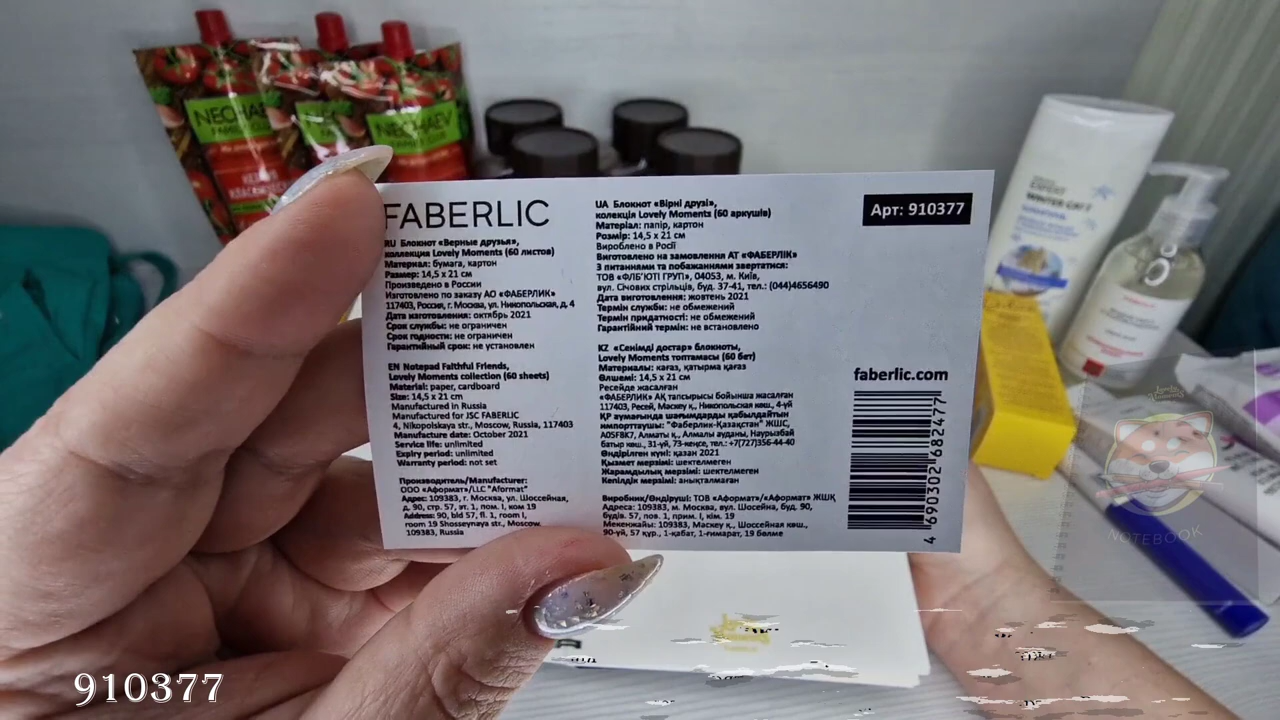 NECHAEV
NECHAEV
FABERLIC
RU Блокнот «Верные друзья»,
коллекция Lovely Moments (60 листов)
Материал: бумага, картон
Размер: 14,5 x 21 см
Произведено в России
Изготовлено по заказу АО «ФАБЕРЛИК»
117403, Россия, г. Москва, ул. Никопольская, д. 4
Дата изготовления: октябрь 2021
Срок службы: не ограничен
Срок годности: не ограничен
Гарантийный срок: не установлен
EN Notepad Faithful Friends,
Lovely Moments collection (60 sheets)
Material: paper, cardboard
Size: 14,5 x 21 cm
Manufactured in Russia
Manufactured for JSC FABERLIC
4, Nikopolskaya str., Moscow, Russia, 117403
Manufacture date: October 2021
Service life: unlimited
Expiry period: unlimited
Warranty period: not set
Производитель/Manufacturer:
ООО «Аформат»/LLC "Aformat"
Адрес: 109383, г. Москва, ул. Шоссейная,
д. 90, стр. 57, эт. 1, пом. I, ком 19
Address: 90, bld 57, fl. 1, room I,
room 19 Shosseynaya str., Moscow,
109383, Russia
UA Блокнот «Вірні друзі»,
колекція Lovely Moments (60 аркушів)
Матеріал: папір, картон
Розмір: 14,5 x 21 см
Вироблено в Росії
Виготовлено на замовлення АТ «ФАБЕРЛІК»
З питаннями та побажаннями звертатися:
ТОВ «ФЛБ'ЮТІ ГРУП», 04053, м. Київ,
вул. Січових стрільців, буд. 37-41, тел.: (044)4656490
Дата виготовлення: жовтень 2021
Термін служби: не обмежений
Термін придатності: не обмежений
Гарантійний термін: не встановлено
KZ «Сенімді достар» блокноты,
Lovely Moments топтамасы (60 бет)
Материалы: кағаз, қатырма қағаз
Өлшемі: 14,5 x 21 см
Ресейде жасалған
«ФАБЕРЛИК» АҚ тапсырысы бойынша жасалған
117403, Ресей, Мәскеу қ., Никопольская көш., 4-үй
ҚР аумағында шағымдарды қабылдайтын
импорттаушы: "Фаберлик-Қазақстан" ЖШС,
A05F8K7, Алматы қ., Алмалы ауданы, Наурызбай
батыр көш., 31-үй, 73-кеңсе, тел.: +7(727)356-44-40
Өндірілген күні: қазан 2021
Қызмет мерзімі: шектелмеген
Жарамдылық мерзімі: шектелмеген
Кепілдік мерзімі: анықталмаған
Виробник/Өндіруші: ТОВ «Аформат»/«Аформат» ЖШҚ
Адреса: 109383, м. Москва, вул. Шосейна, буд. 90,
будів. 57, пов. 1, прим. I, кім. 19
Мекенжайы: 109383, Маскеу қ., Шоссейная көш.,
90-үй, 57 құр., 1-қабат, 1-ғимарат, 19 бөлме
Арт: 910377
faberlic.com
4 690302 682477
WINTER CAT
NOTEBOOK
910377